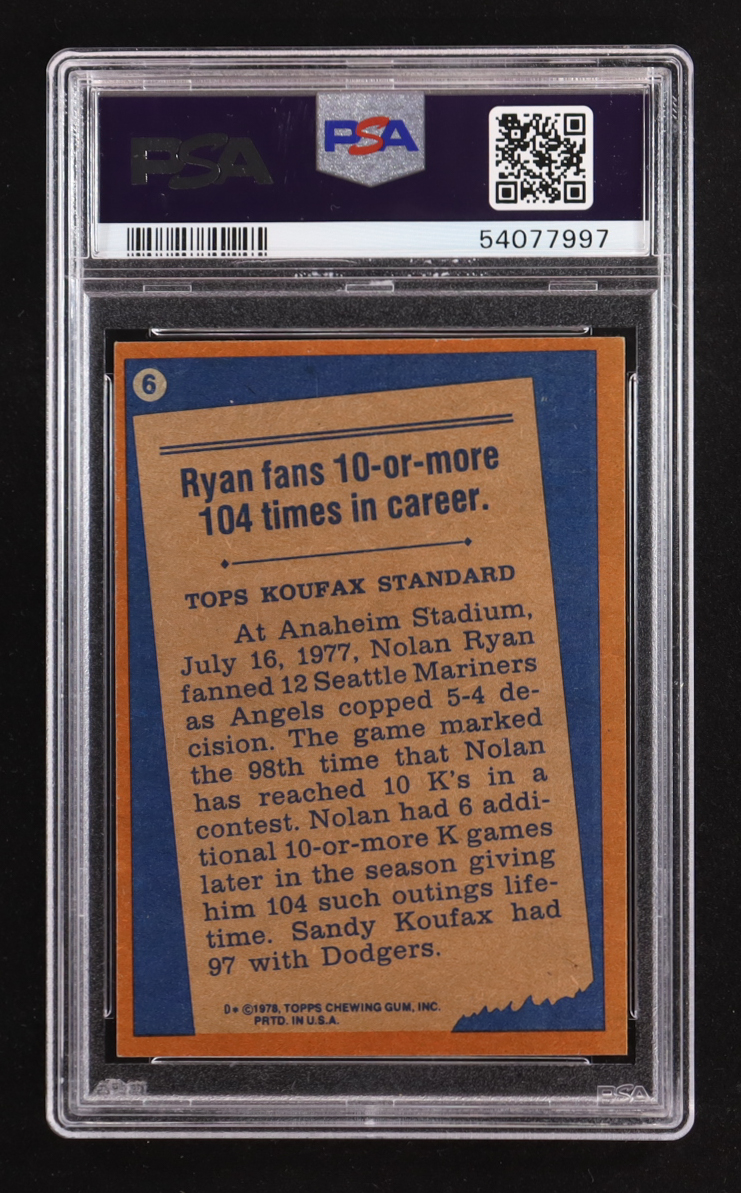 PSA PSA
54077997
6
Ryan fans 10-or-more
104 times in career.
TOPS KOUFAX STANDARD
At Anaheim Stadium,
July 16, 1977, Nolan Ryan
fanned 12 Seattle Mariners
as Angels copped 5-4 de-
cision. The game marked
the 98th time that Nolan
has reached 10 K's in a
contest. Nolan had 6 addi-
tional 10-or-more K games
later in the season giving
him 104 such outings life-
time. Sandy Koufax had
97 with Dodgers.
D* ©1978, TOPPS CHEWING GUM, INC.
PRTD. IN U.S.A.
PSA